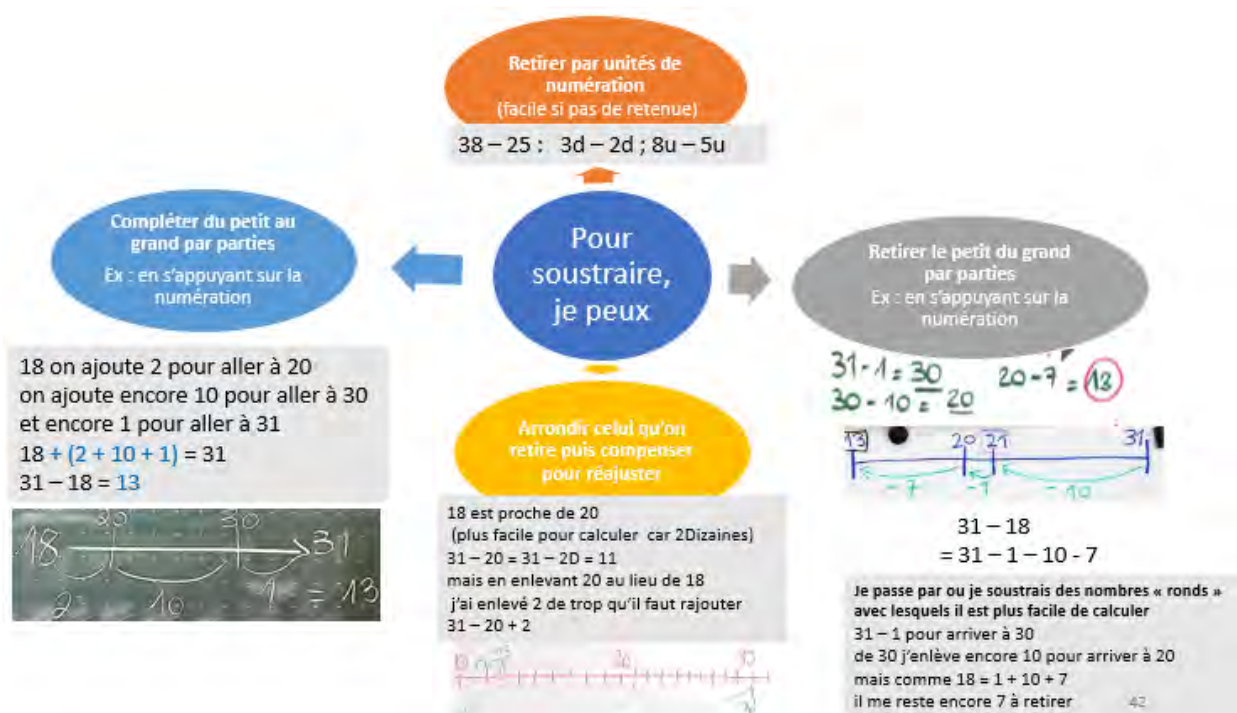 Retirer par unités de
numération
(facile si pas de retenue)
38 – 25 : 3d – 2d ; 8u – 5u
Compléter du petit au
grand par parties
Ex : en s'appuyant sur la
numération
Pour
soustraire,
je peux
Retirer le petit du grand
par parties
Ex : en s'appuyant sur la
numération
18 on ajoute 2 pour aller à 20
on ajoute encore 10 pour aller à 30
et encore 1 pour aller à 31
18 + (2 + 10 + 1) = 31
31 – 18 = 13
20 30
18 31
2 10 1 = 13
Arrondir celui qu'on
retire puis compenser
pour réajuster
18 est proche de 20
(plus facile pour calculer car 2Dizaines)
31 – 20 = 31 – 2D = 11
mais en enlevant 20 au lieu de 18
j'ai enlevé 2 de trop qu'il faut rajouter
31 – 20 + 2
10 20 30
31 - 1 = 30 20 - 7 = 13
30 - 10 = 20
13 20 21 31
- 7 - 1 - 10
31 – 18
= 31 – 1 – 10 - 7
Je passe par ou je soustrais des nombres « ronds »
avec lesquels il est plus facile de calculer
31 – 1 pour arriver à 30
de 30 j'enlève encore 10 pour arriver à 20
mais comme 18 = 1 + 10 + 7
il me reste encore 7 à retirer
42